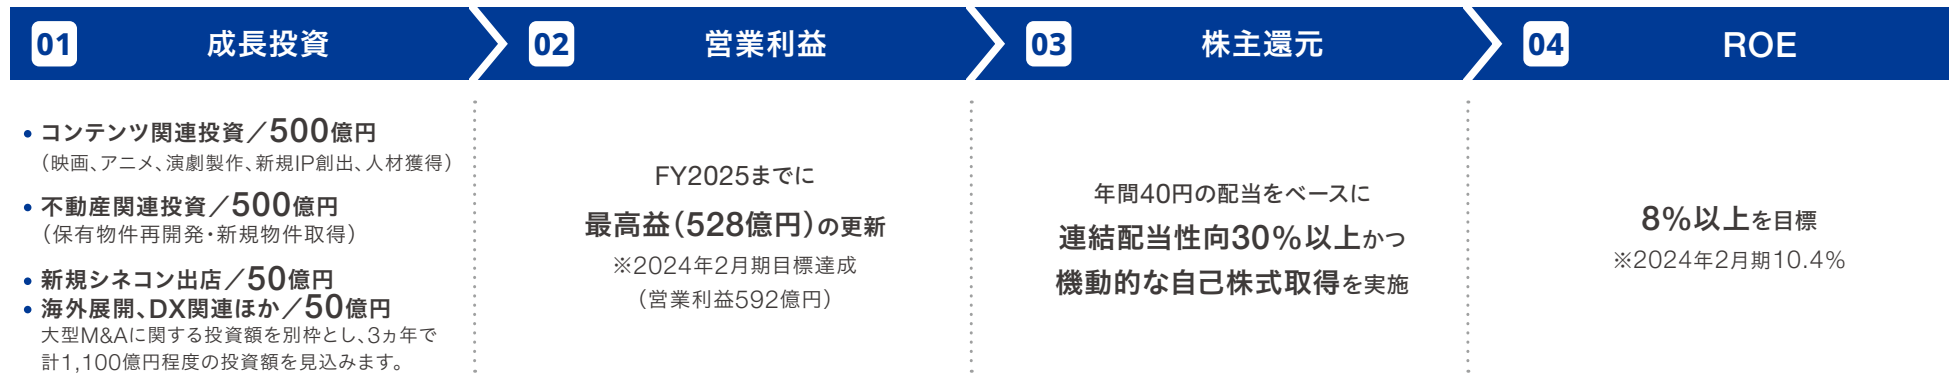 01 成長投資
・コンテンツ関連投資／500億円
（映画、アニメ、演劇製作、新規IP創出、人材獲得）
・不動産関連投資／500億円
（保有物件再開発・新規物件取得）
・新規シネコン出店／50億円
・海外展開、DX関連ほか／50億円
大型M&Aに関する投資額を別枠とし、3ヵ年で
計1,100億円程度の投資額を見込みます。
02 営業利益
FY2025までに
最高益（528億円）の更新
※2024年2月期目標達成
（営業利益592億円）
03 株主還元
年間40円の配当をベースに
連結配当性向30％以上かつ
機動的な自己株式取得を実施
04 ROE
8％以上を目標
※2024年2月期10.4％